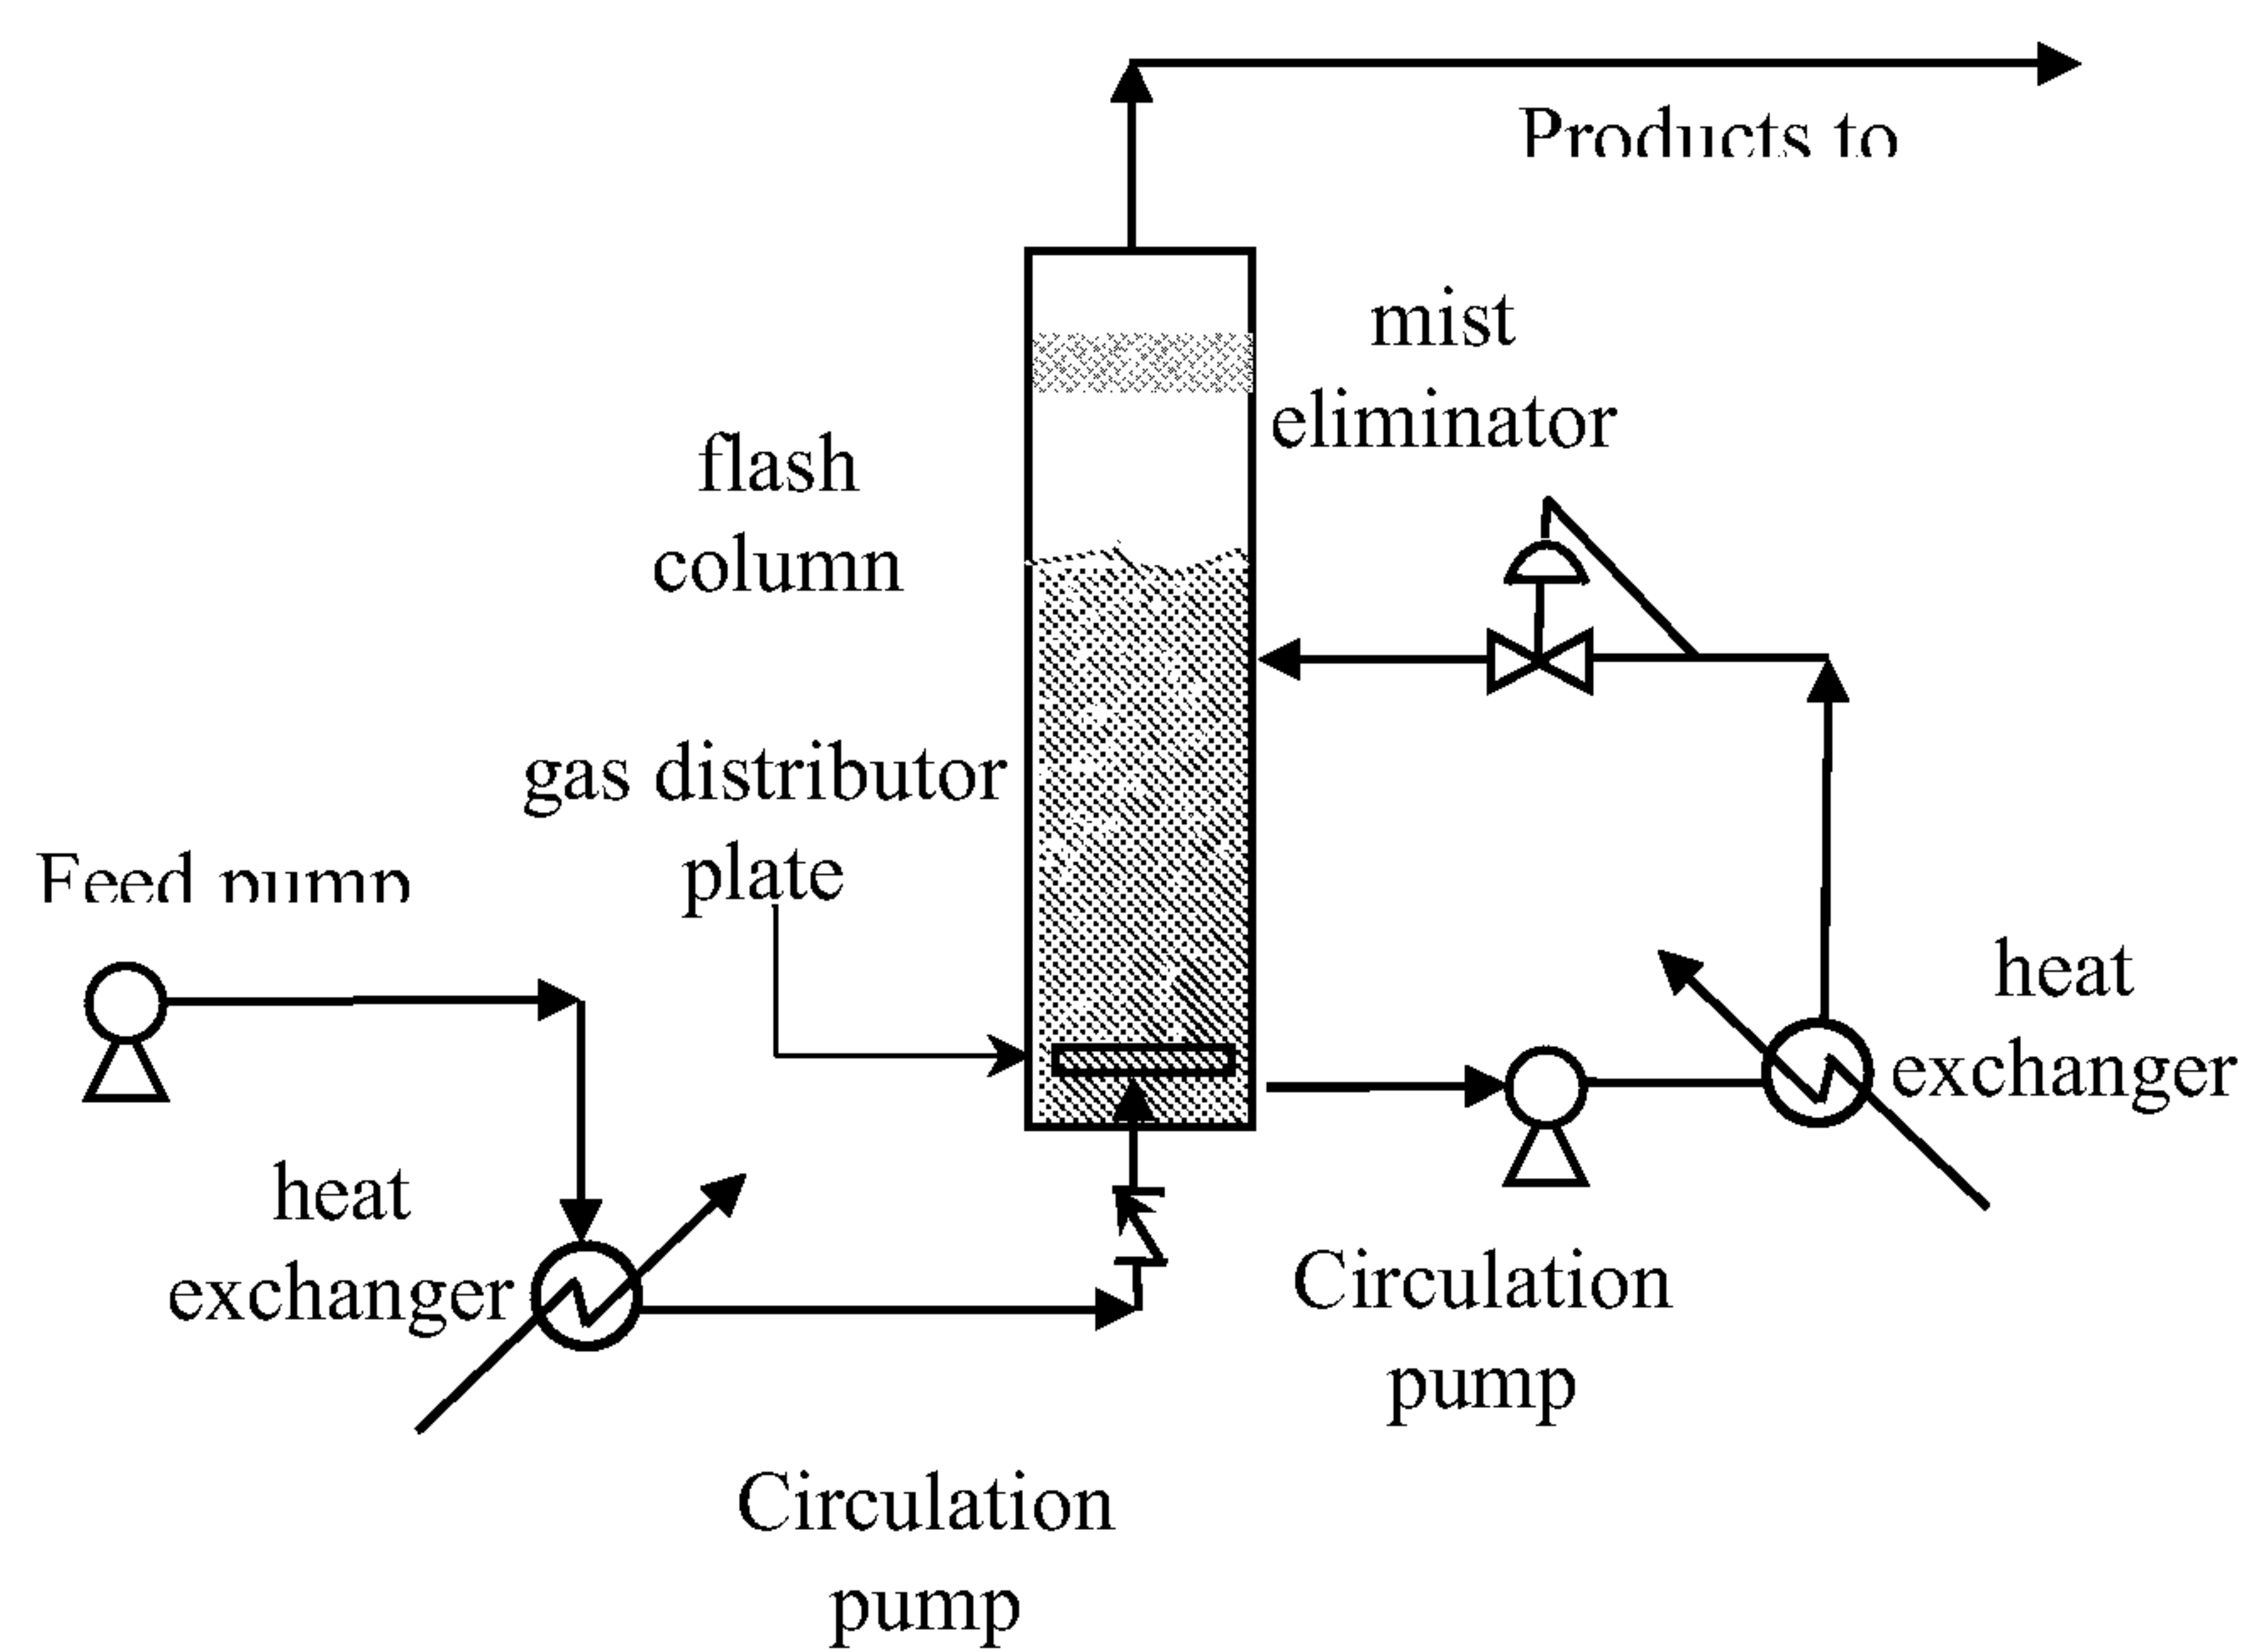 Products to
mist
eliminator
flash
column
gas distributor
plate
Feed pump
heat
exchanger
heat
exchanger
Circulation
pump
Circulation
pump